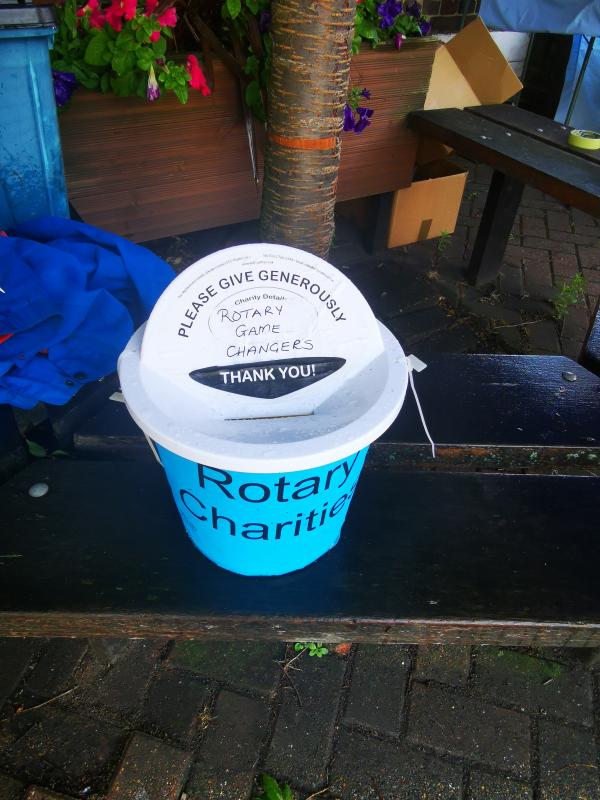 PLEASE GIVE GENEROUSLY
Charity Details
ROTARY
GAME
CHANGERS
THANK YOU!
Rotary
Charities